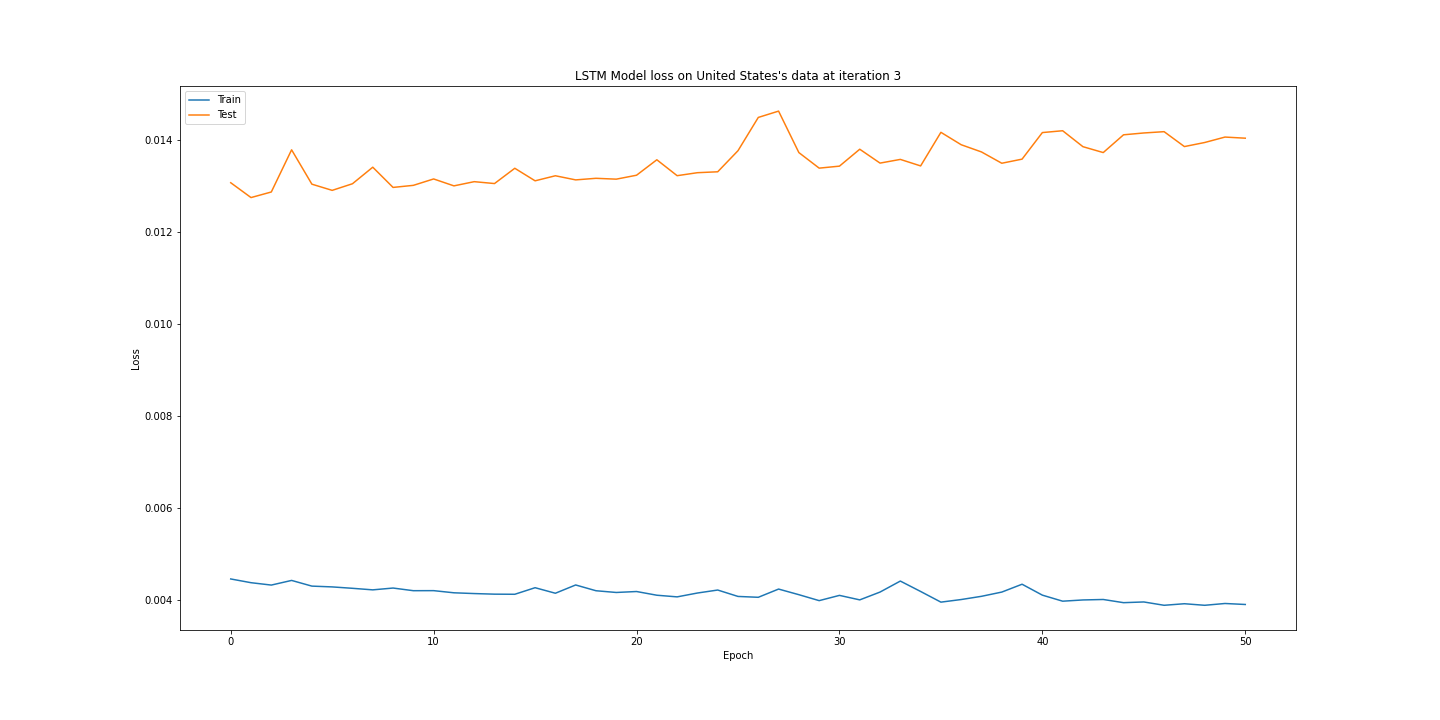 LSTM Model loss on United States's data at iteration 3
Train
Test
0.014
0.012
0.010
0.008
0.006
0.004
Loss
0 10 20 30 40 50
Epoch